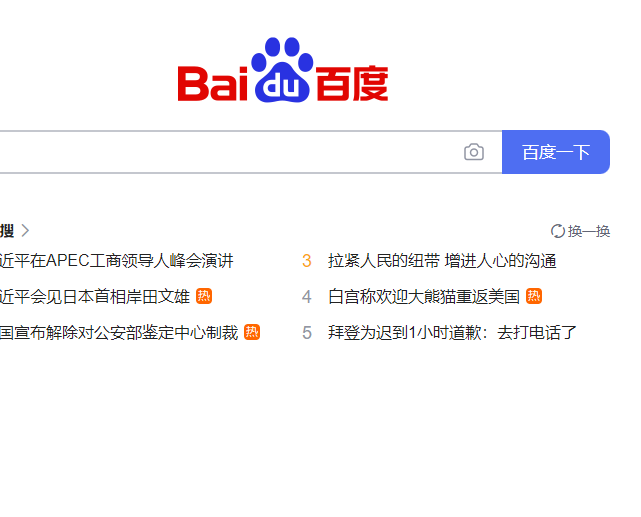 Baidu百度
百度一下
搜
换一换
近平在APEC工商领导人峰会演讲
近平会见日本首相岸田文雄 热
国宣布解除对公安部鉴定中心制裁 热
3 拉紧人民的纽带 增进人心的沟通
4 白宫称欢迎大熊猫重返美国 热
5 拜登为迟到1小时道歉：去打电话了